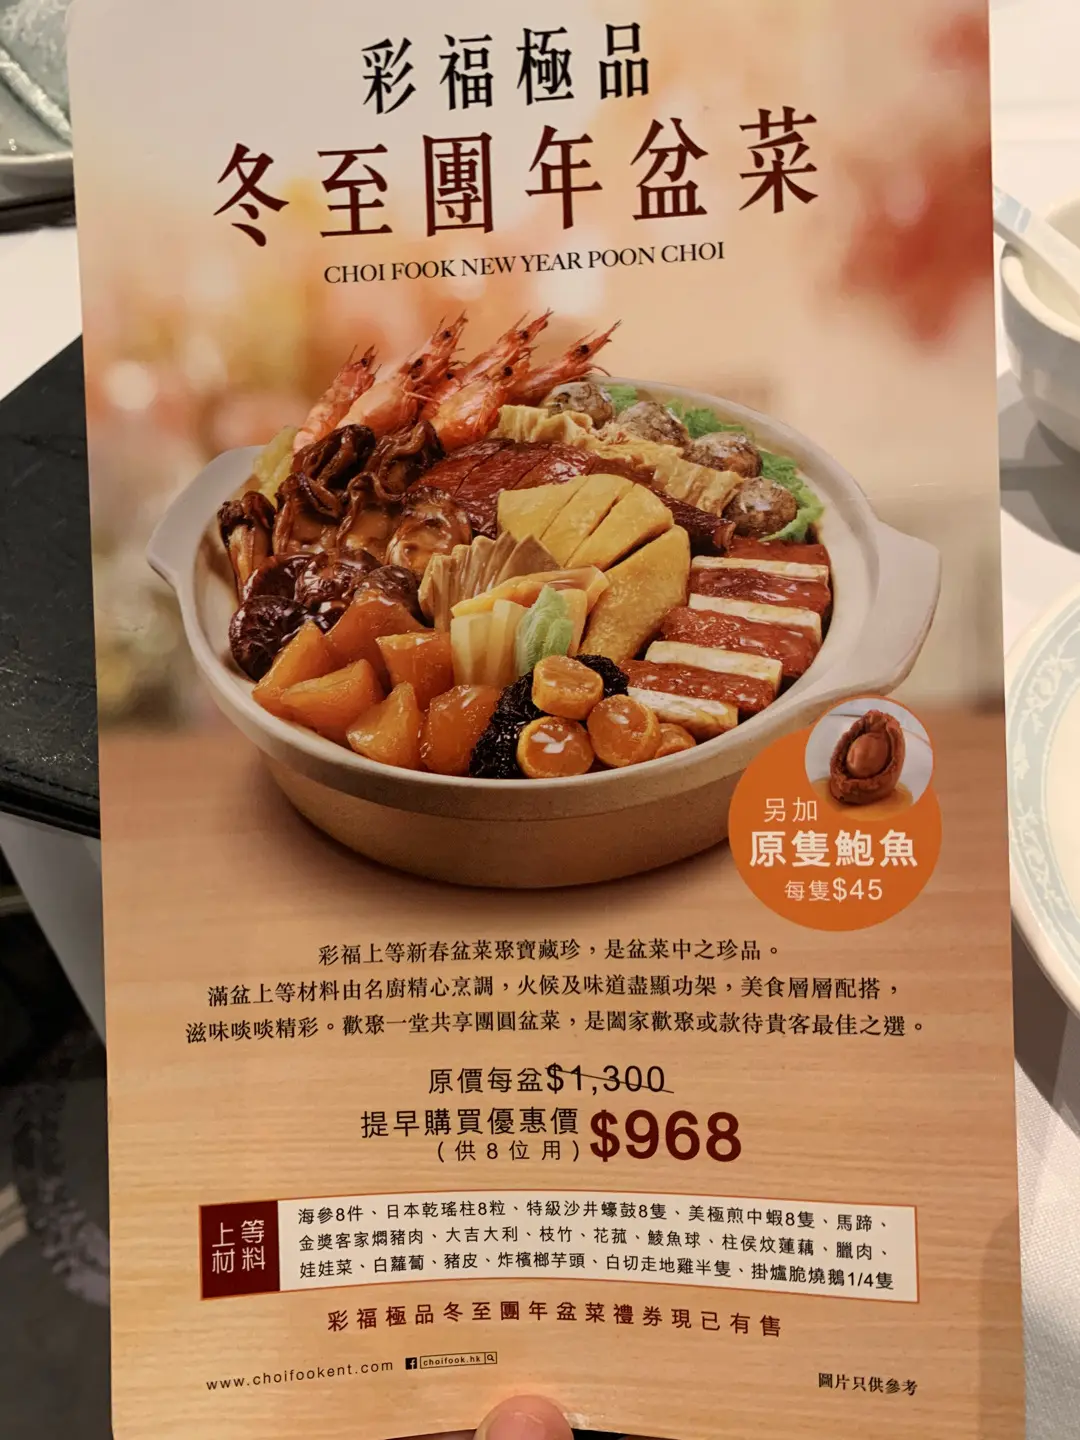 彩福極品
冬至團年盆菜
CHOI FOOK NEW YEAR POON CHOI
另加
原隻鮑魚
每隻$45
彩福上等新春盆菜聚寶藏珍，是盆菜中之珍品。
滿盆上等材料由名廚精心烹調，火候及味道盡顯功架，美食層層配搭，
滋味啖啖精彩。歡聚一堂共享團圓盆菜，是闔家歡聚或款待貴客最佳之選。
原價每盆$1,300
提早購買優惠價$968
(供8位用)
上等
材料
海參8件、日本乾瑤柱8粒、特級沙井蠔鼓8隻、美極煎中蝦8隻、馬蹄、
金獎客家燜豬肉、大吉大利、枝竹、花菰、鯪魚球、柱侯炆蓮藕、臘肉、
娃娃菜、白蘿蔔、豬皮、炸檳榔芋頭、白切走地雞半隻、掛爐脆燒鵝1/4隻
彩福極品冬至團年盆菜禮券現已有售
www.choifookent.com choifook.hk
圖片只供參考